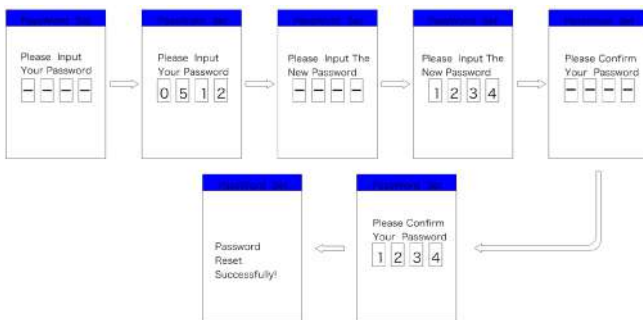 Please Input
Your Password
– – – –
Please Input
Your Password
0 5 1 2
Please Input The
New Password
– – – –
Please Input The
New Password
1 2 3 4
Please Confirm
Your Password
– – – –
Password
Reset
Successfully!
Please Confirm
Your Password
1 2 3 4